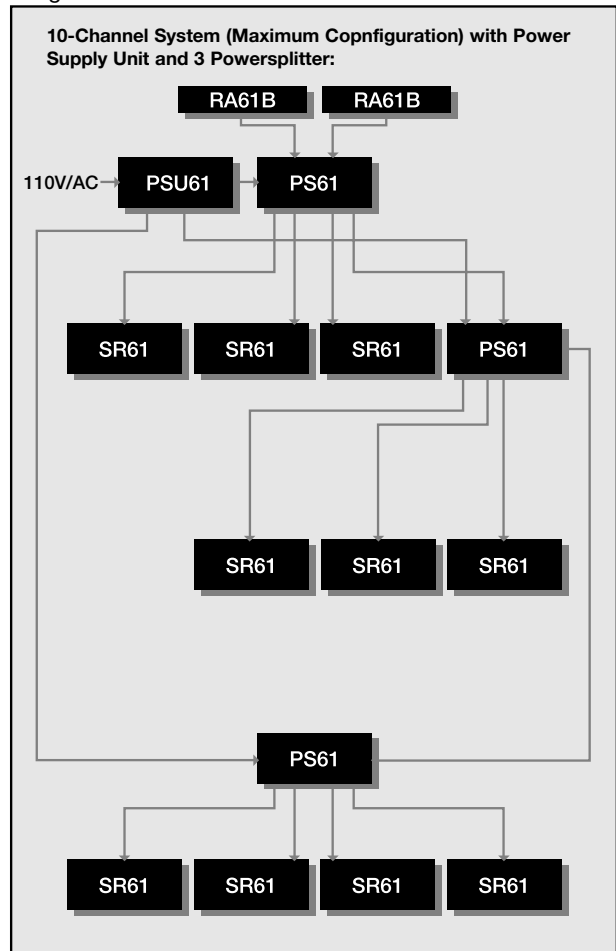 10-Channel System (Maximum Copnfiguration) with Power
Supply Unit and 3 Powersplitter:
RA61B RA61B
110V/AC PSU61 PS61
SR61 SR61 SR61 PS61
SR61 SR61 SR61
PS61
SR61 SR61 SR61 SR61